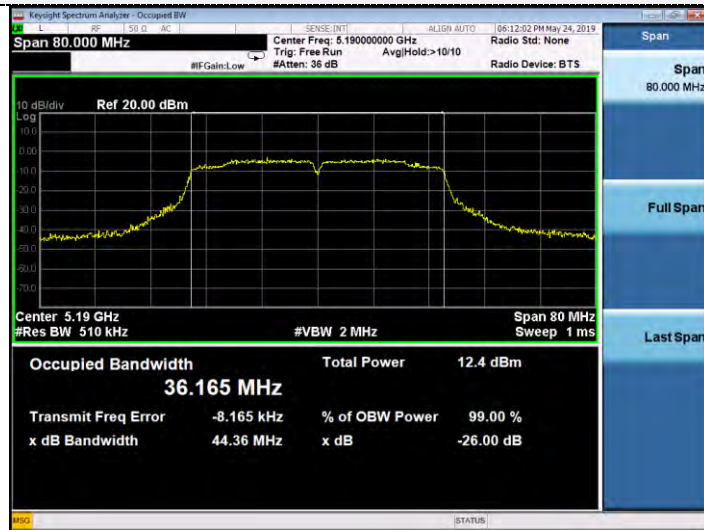 Keysight Spectrum Analyzer - Occupied BW
L RF 50 Ω AC SENSE:INT ALIGN AUTO 06:12:02 PM May 24, 2019
Span 80.000 MHz
Center Freq: 5.190000000 GHz
Radio Std: None
Trig: Free Run Avg|Hold:>10/10
#IFGain:Low #Atten: 36 dB Radio Device: BTS
Span
Span
80.000 MHz
Full Span
Last Span
10 dB/div Ref 20.00 dBm
Log
10.0
0.00
-10.0
-20.0
-30.0
-40.0
-50.0
-60.0
-70.0
Center 5.19 GHz Span 80 MHz
#Res BW 510 kHz #VBW 2 MHz Sweep 1 ms
Occupied Bandwidth Total Power 12.4 dBm
36.165 MHz
Transmit Freq Error -8.165 kHz % of OBW Power 99.00 %
x dB Bandwidth 44.36 MHz x dB -26.00 dB
MSG STATUS